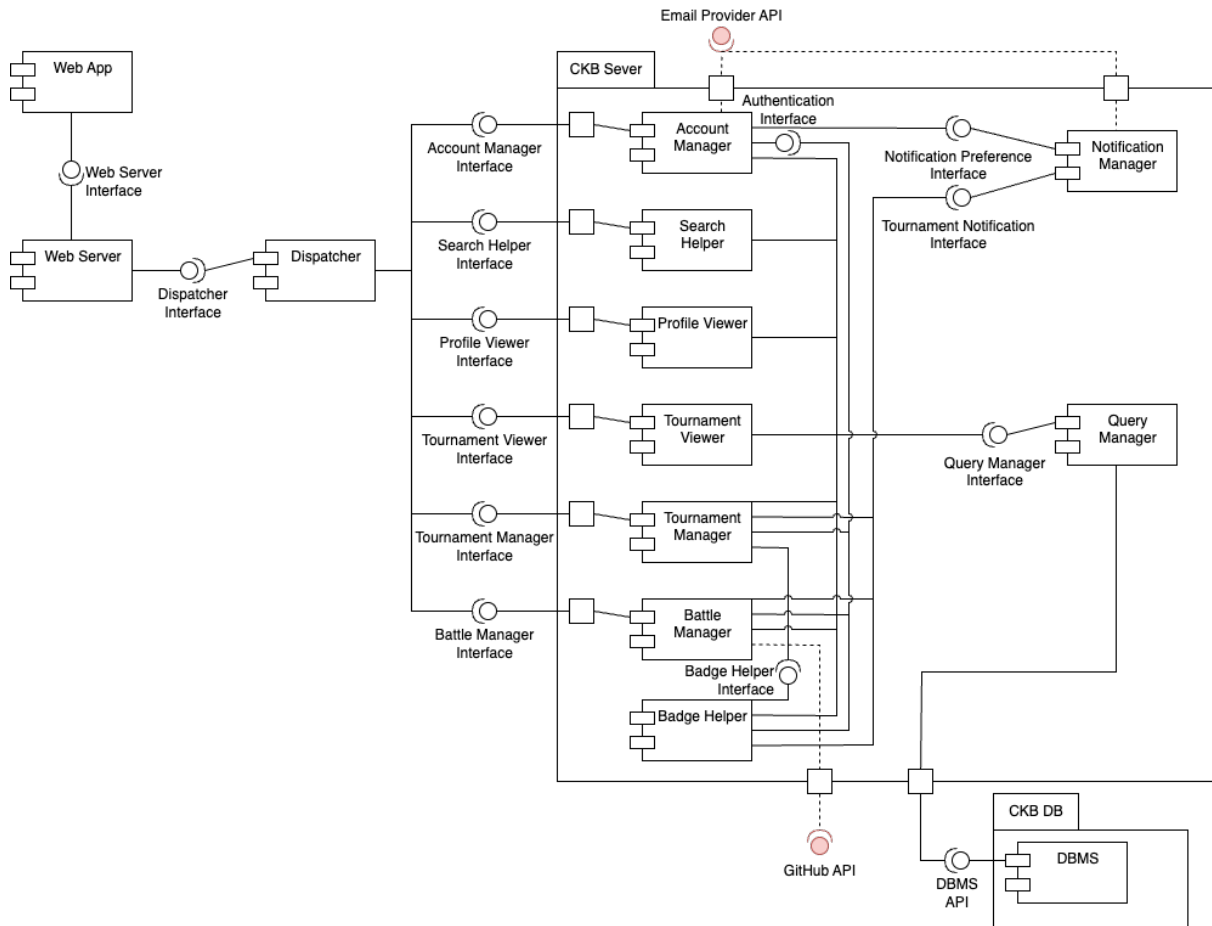 Email Provider API
Web App
CKB Sever
Authentication
Interface
Account
Manager
Account Manager
Interface
Notification Preference
Interface
Notification
Manager
Web Server
Interface
Tournament Notification
Interface
Search
Helper
Search Helper
Interface
Web Server
Dispatcher
Dispatcher
Interface
Profile Viewer
Profile Viewer
Interface
Tournament
Viewer
Tournament Viewer
Interface
Query
Manager
Query Manager
Interface
Tournament
Manager
Tournament Manager
Interface
Battle
Manager
Battle Manager
Interface
Badge Helper
Interface
Badge Helper
CKB DB
GitHub API
DBMS
DBMS
API